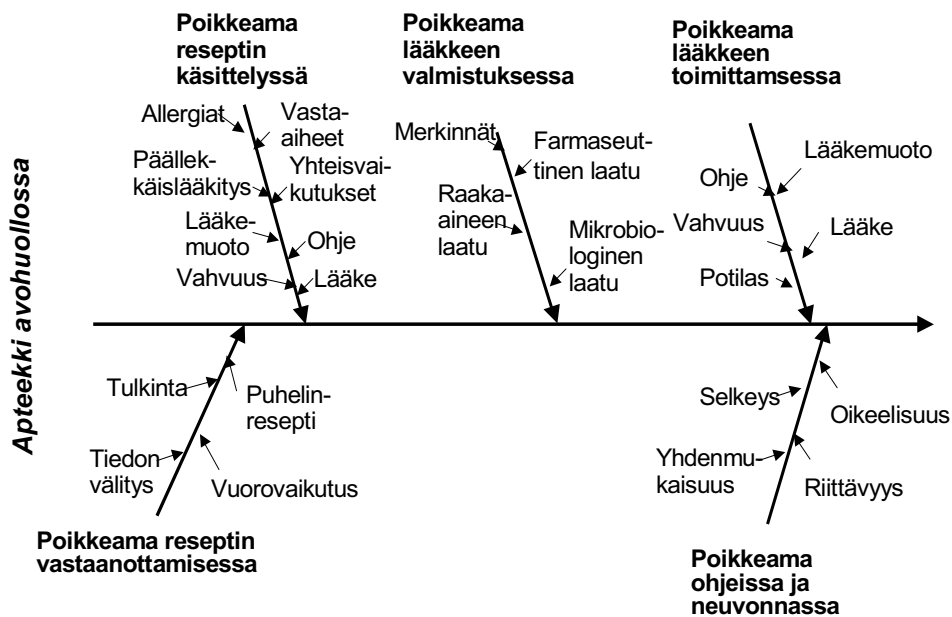 Poikkeama
reseptin
käsittelyssä
Allergiat
Vasta-
aiheet
Päällek-
käislääkitys
Yhteisvai-
kutukset
Lääke-
muoto
Ohje
Vahvuus
Lääke
Poikkeama
lääkkeen
valmistuksessa
Merkinnät
Farmaseut-
tinen laatu
Raaka-
aineen
laatu
Mikrobio-
loginen
laatu
Poikkeama
lääkkeen
toimittamsessa
Lääkemuoto
Ohje
Vahvuus
Lääke
Potilas
Apteekki avohuollossa
Tulkinta
Puhelin-
resepti
Tiedon
välitys
Vuorovaikutus
Poikkeama reseptin
vastaanottamisessa
Selkeys
Oikeelisuus
Yhdenmu-
kaisuus
Riittävyys
Poikkeama
ohjeissa ja
neuvonnassa